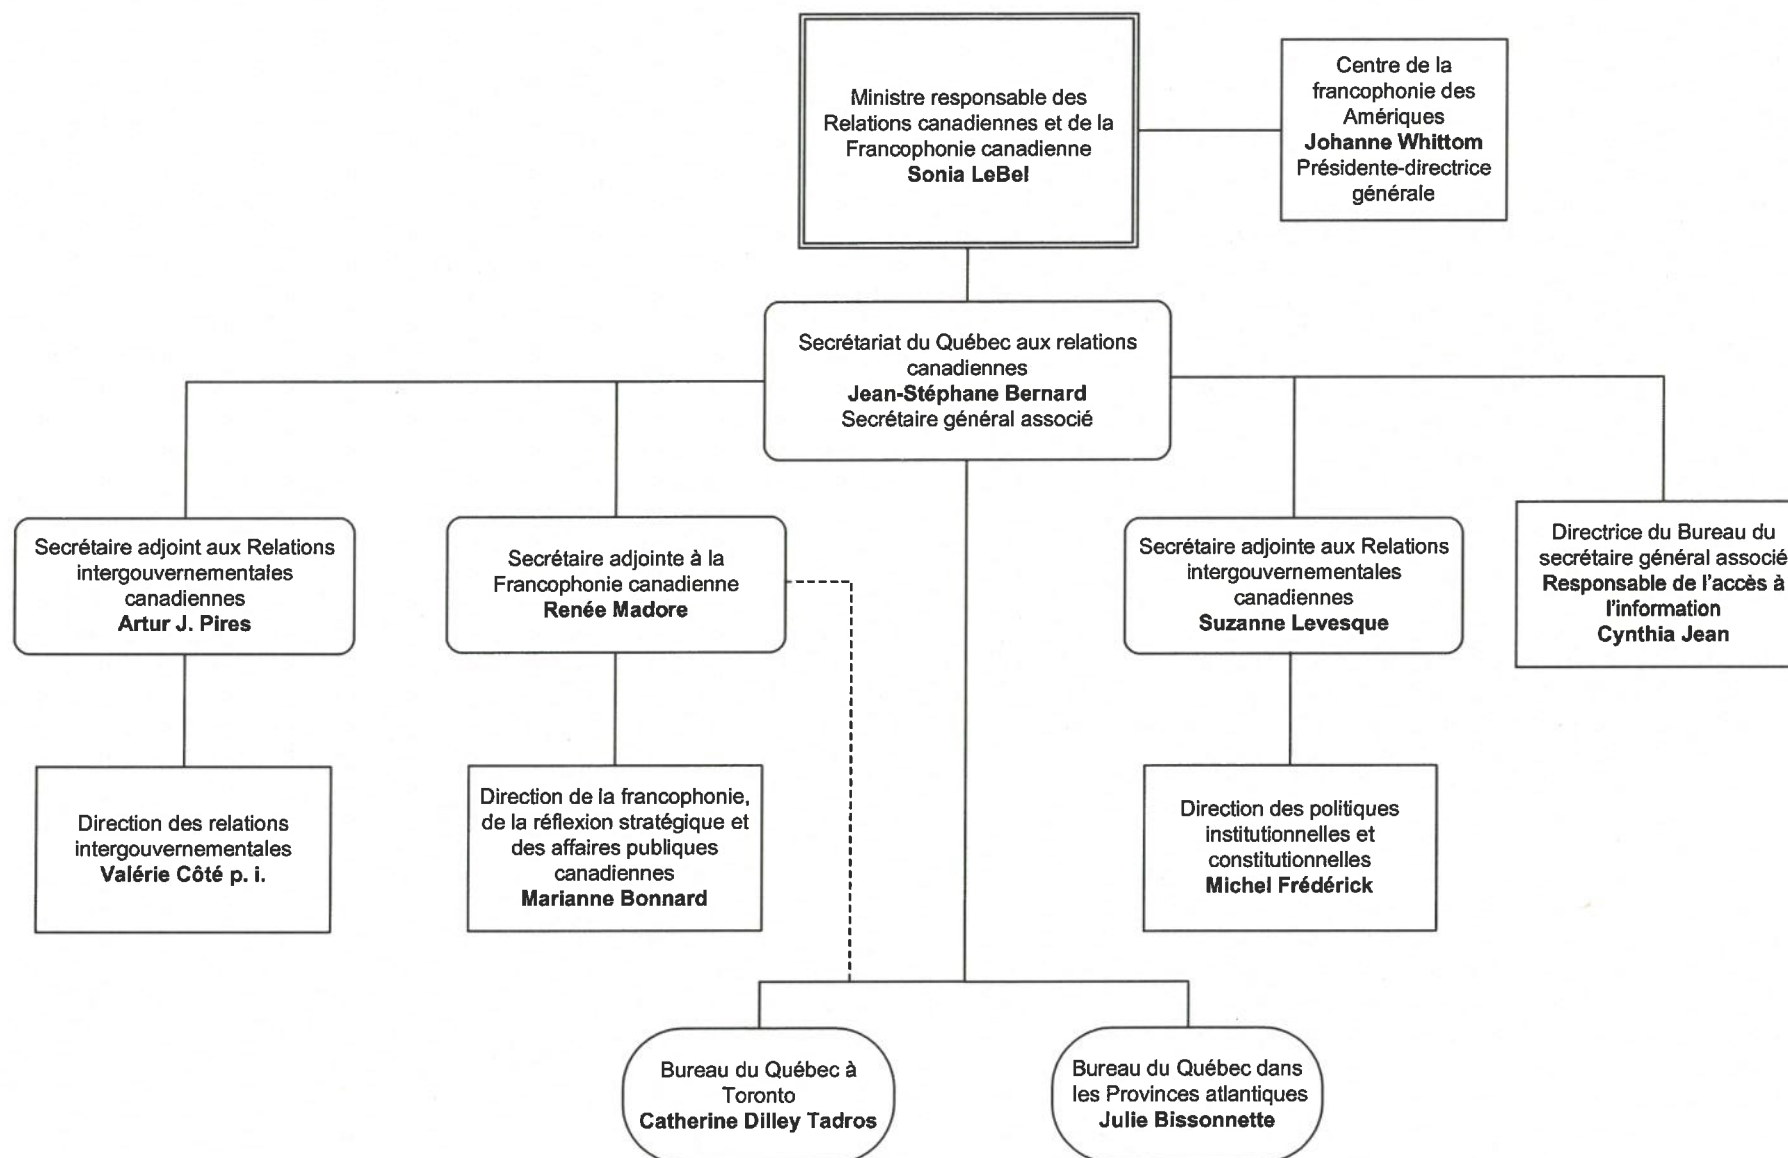 Ministre responsable des
Relations canadiennes et de la
Francophonie canadienne
Sonia LeBel
Centre de la
francophonie des
Amériques
Johanne Whittom
Présidente-directrice
générale
Secrétariat du Québec aux relations
canadiennes
Jean-Stéphane Bernard
Secrétaire général associé
Secrétaire adjoint aux Relations
intergouvernementales
canadiennes
Artur J. Pires
Secrétaire adjointe à la
Francophonie canadienne
Renée Madore
Secrétaire adjointe aux Relations
intergouvernementales
canadiennes
Suzanne Levesque
Directrice du Bureau du
secrétaire général associé
Responsable de l'accès à
l'information
Cynthia Jean
Direction des relations
intergouvernementales
Valérie Côté p. i.
Direction de la francophonie,
de la réflexion stratégique et
des affaires publiques
canadiennes
Marianne Bonnard
Direction des politiques
institutionnelles et
constitutionnelles
Michel Frédérick
Bureau du Québec à
Toronto
Catherine Dilley Tadros
Bureau du Québec dans
les Provinces atlantiques
Julie Bissonnette